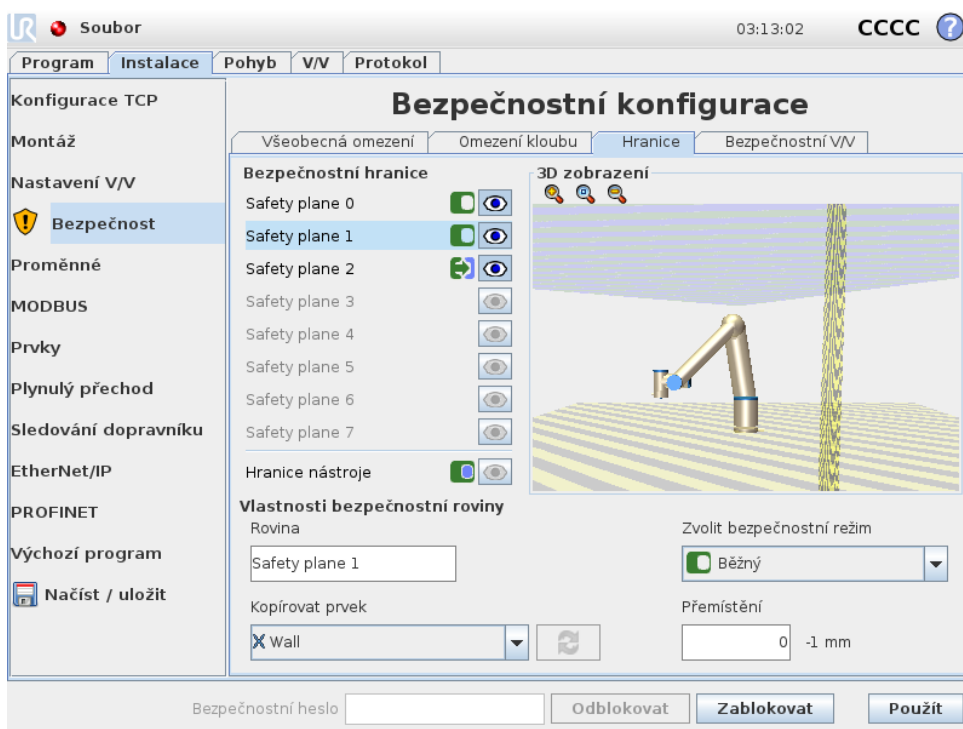 UR Soubor 03:13:02 CCCC ?
Program Instalace Pohyb V/V Protokol
Konfigurace TCP
Montáž
Nastavení V/V
Bezpečnost
Proměnné
MODBUS
Prvky
Plynulý přechod
Sledování dopravníku
EtherNet/IP
PROFINET
Výchozí program
Načíst / uložit
Bezpečnostní konfigurace
Všeobecná omezení Omezení kloubu Hranice Bezpečnostní V/V
Bezpečnostní hranice
Safety plane 0
Safety plane 1
Safety plane 2
Safety plane 3
Safety plane 4
Safety plane 5
Safety plane 6
Safety plane 7
Hranice nástroje
3D zobrazení
Vlastnosti bezpečnostní roviny
Rovina
Safety plane 1
Kopírovat prvek
Wall
Zvolit bezpečnostní režim
Běžný
Přemístění
0 -1 mm
Bezpečnostní heslo Odblokovat Zablokovat Použít